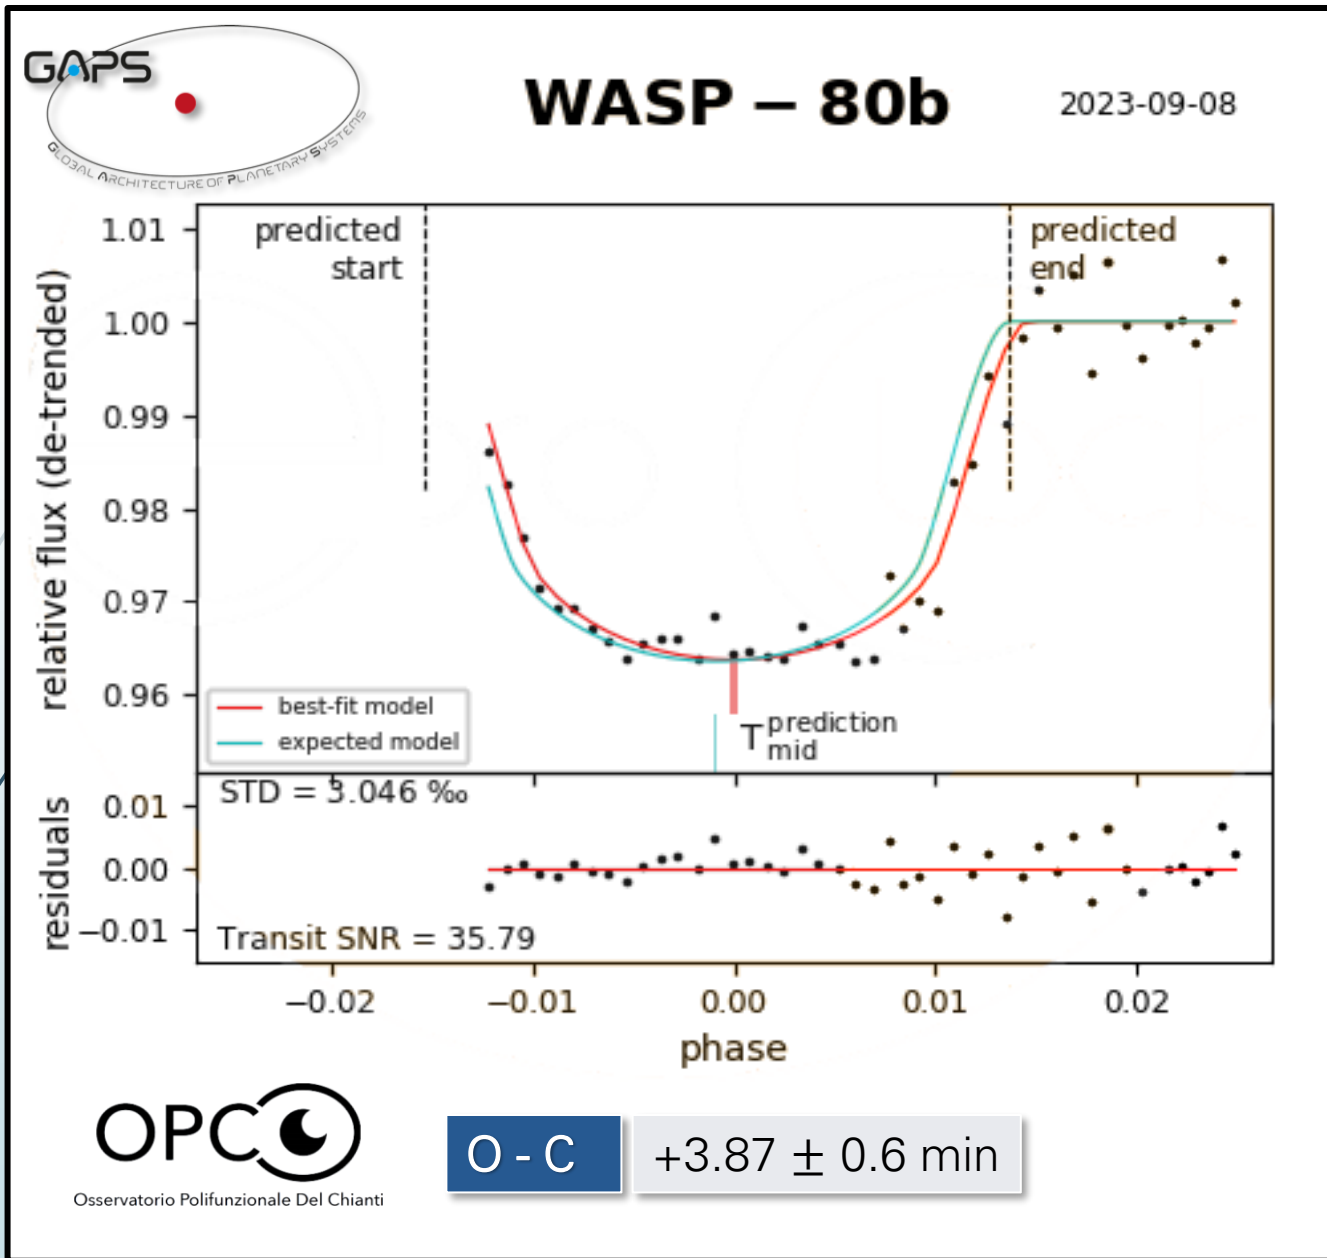 GAPS
GLOBAL ARCHITECTURE OF PLANETARY SYSTEMS
WASP – 80b
2023-09-08
predicted
start
predicted
end
relative flux (de-trended)
1.01
1.00
0.99
0.98
0.97
0.96
best-fit model
expected model
T prediction
mid
STD = 3.046 ‰
residuals
0.01
0.00
−0.01
Transit SNR = 35.79
−0.02
−0.01
0.00
0.01
0.02
phase
OPC
Osservatorio Polifunzionale Del Chianti
O - C
+3.87 ± 0.6 min